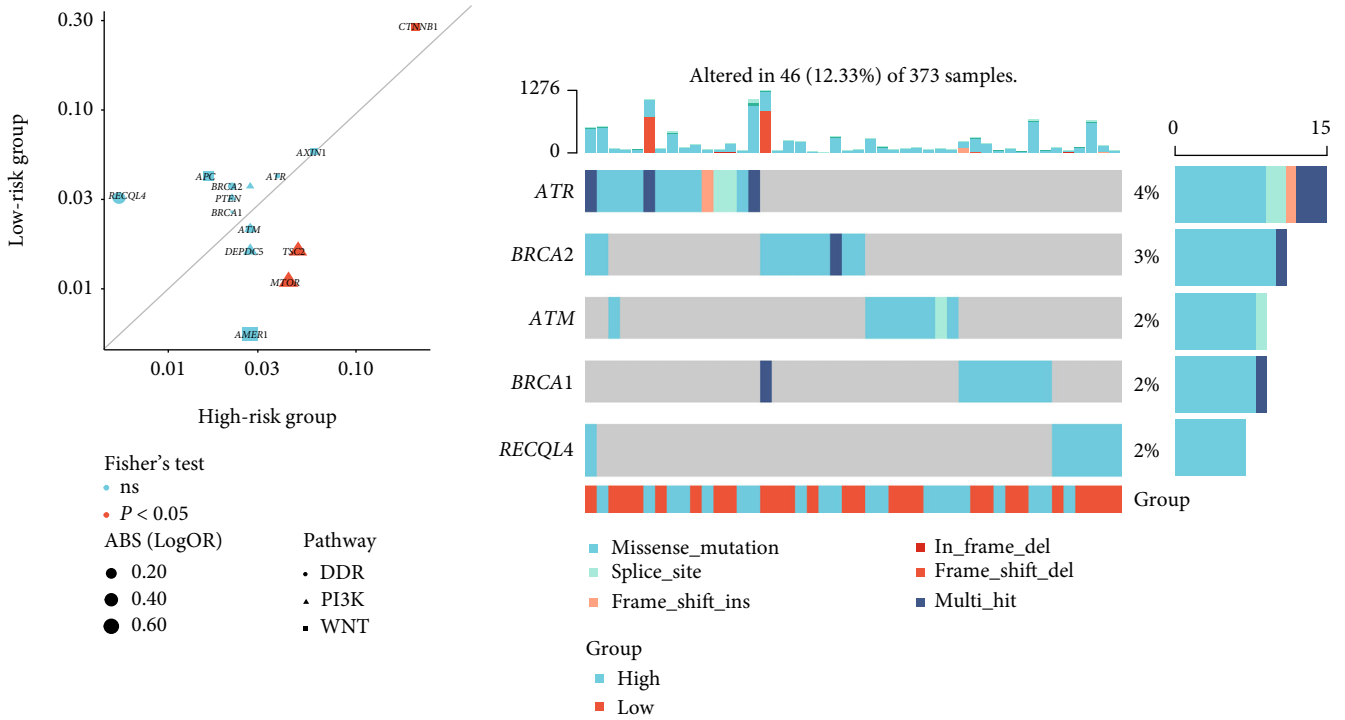 0.30
0.10
0.03
0.01
Low-risk group
CTNNB1
AXIN1
APC
ATR
BRCA2
RECQL4
PTEN
BRCA1
ATM
DEPDC5
TSC2
MTOR
AMER1
0.01 0.03 0.10
High-risk group
Fisher's test
ns
P < 0.05
ABS (LogOR)
0.20
0.40
0.60
Pathway
DDR
PI3K
WNT
Altered in 46 (12.33%) of 373 samples.
1276
0
0 15
ATR 4%
BRCA2 3%
ATM 2%
BRCA1 2%
RECQL4 2%
Group
Missense_mutation
Splice_site
Frame_shift_ins
In_frame_del
Frame_shift_del
Multi_hit
Group
High
Low